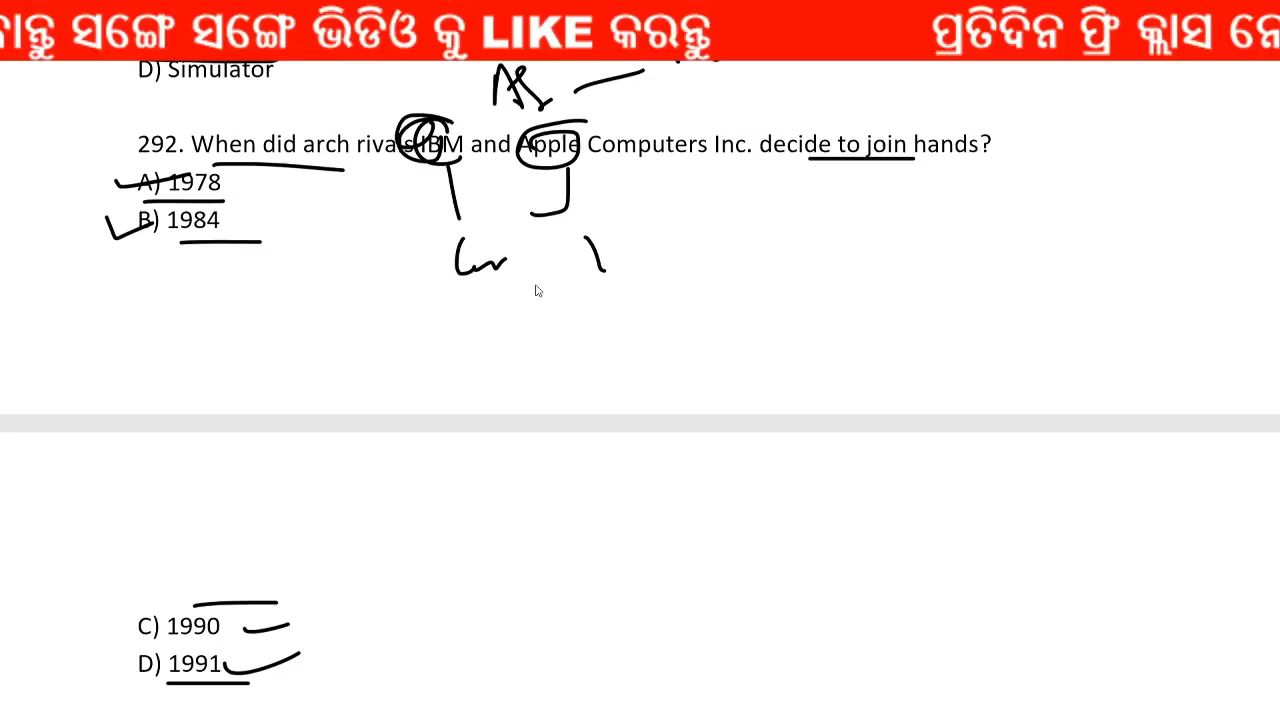 ସଙ୍ଗେ ସଙ୍ଗେ ଭିଡିଓ କୁ LIKE କରନ୍ତୁ ପ୍ରତିଦିନ ଫ୍ରି କ୍ଲାସ
D) Simulator
292. When did arch rivals IBM and Apple Computers Inc. decide to join hands?
A) 1978
B) 1984
C) 1990
D) 1991